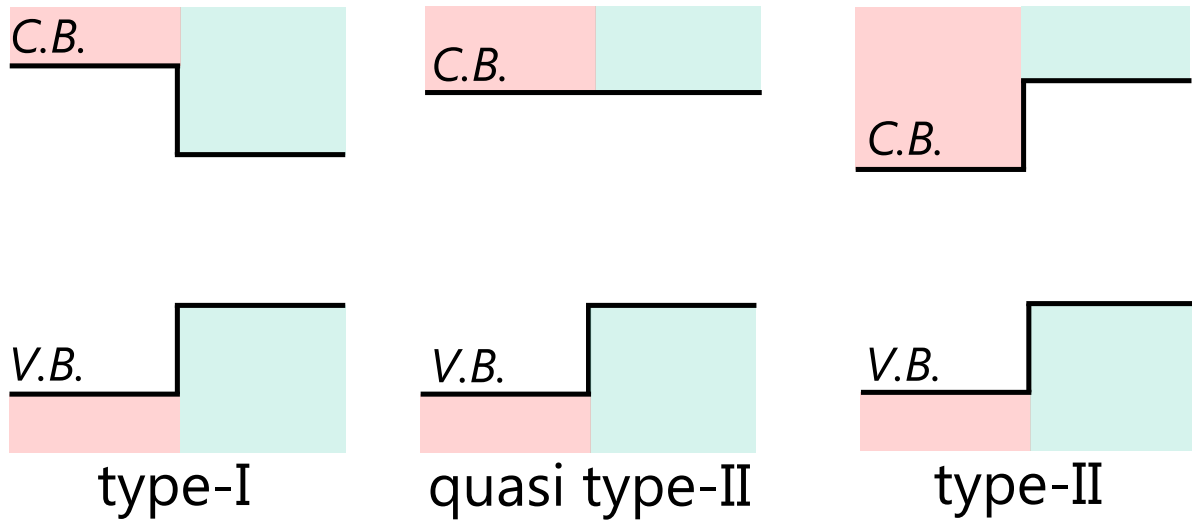 C.B.
C.B.
C.B.
V.B.
V.B.
V.B.
type-I
quasi type-II
type-II